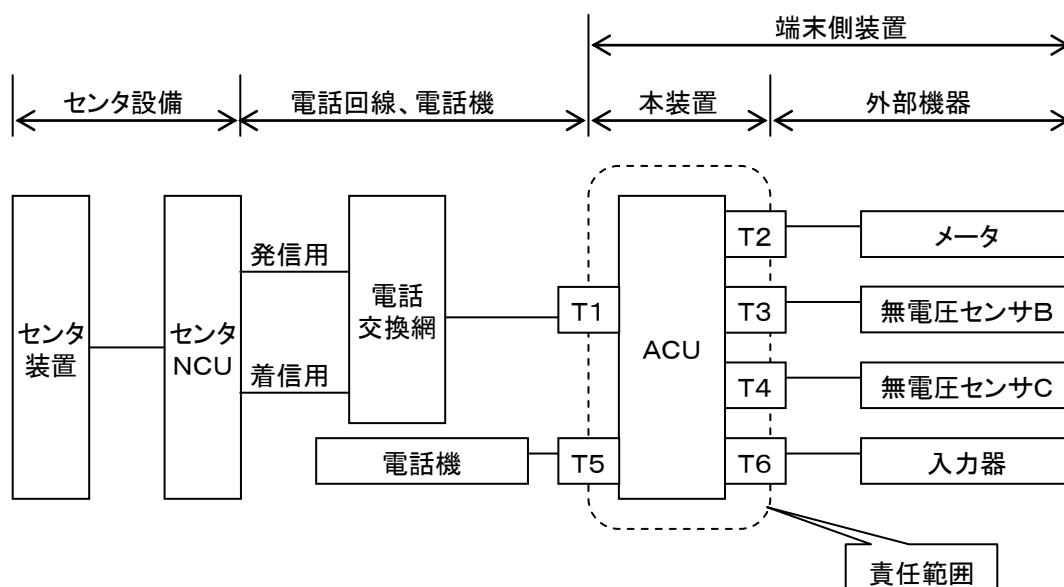 端末側装置
センタ設備
電話回線、電話機
本装置
外部機器
センタ
装置
センタ
NCU
発信用
着信用
電話
交換網
電話機
T1
T5
ACU
T2
T3
T4
T6
メータ
無電圧センサB
無電圧センサC
入力器
責任範囲